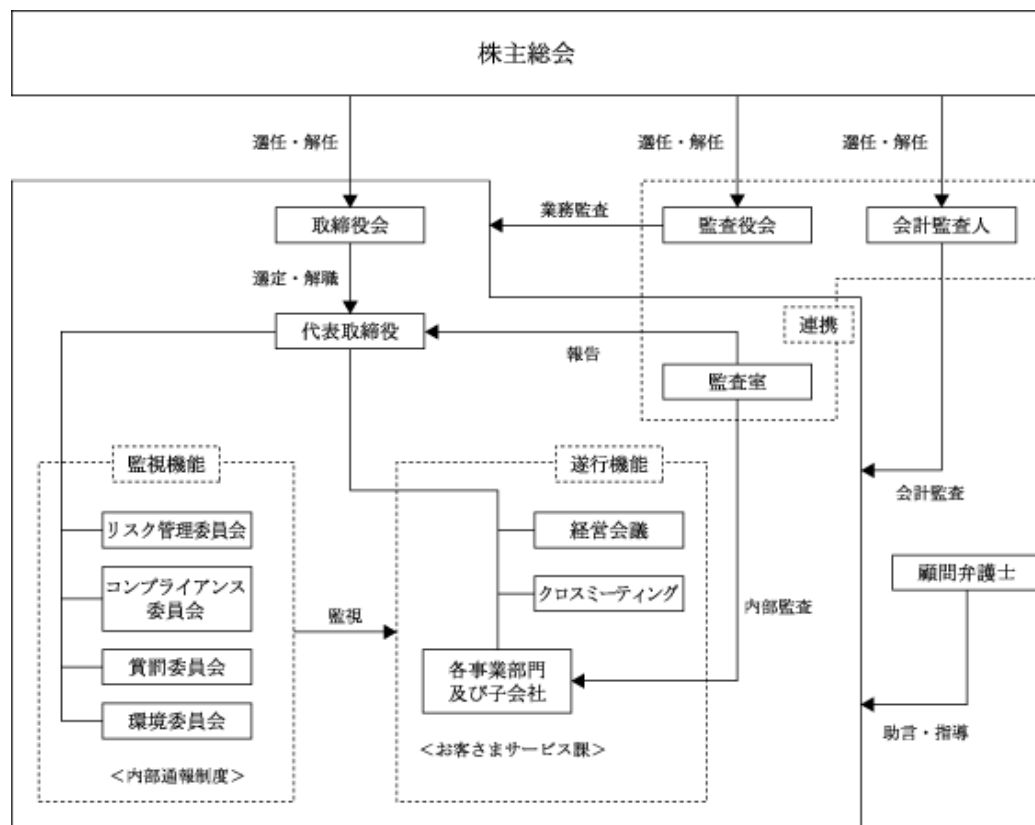 株主総会
選任・解任
選任・解任
選任・解任
取締役会
業務監査
監査役会
会計監査人
選定・解職
代表取締役
報告
連携
監査室
監視機能
遂行機能
会計監査
リスク管理委員会
経営会議
コンプライアンス
委員会
クロスミーティング
顧問弁護士
監視
内部監査
賞罰委員会
各事業部門
及び子会社
環境委員会
助言・指導
＜お客さまサービス課＞
＜内部通報制度＞